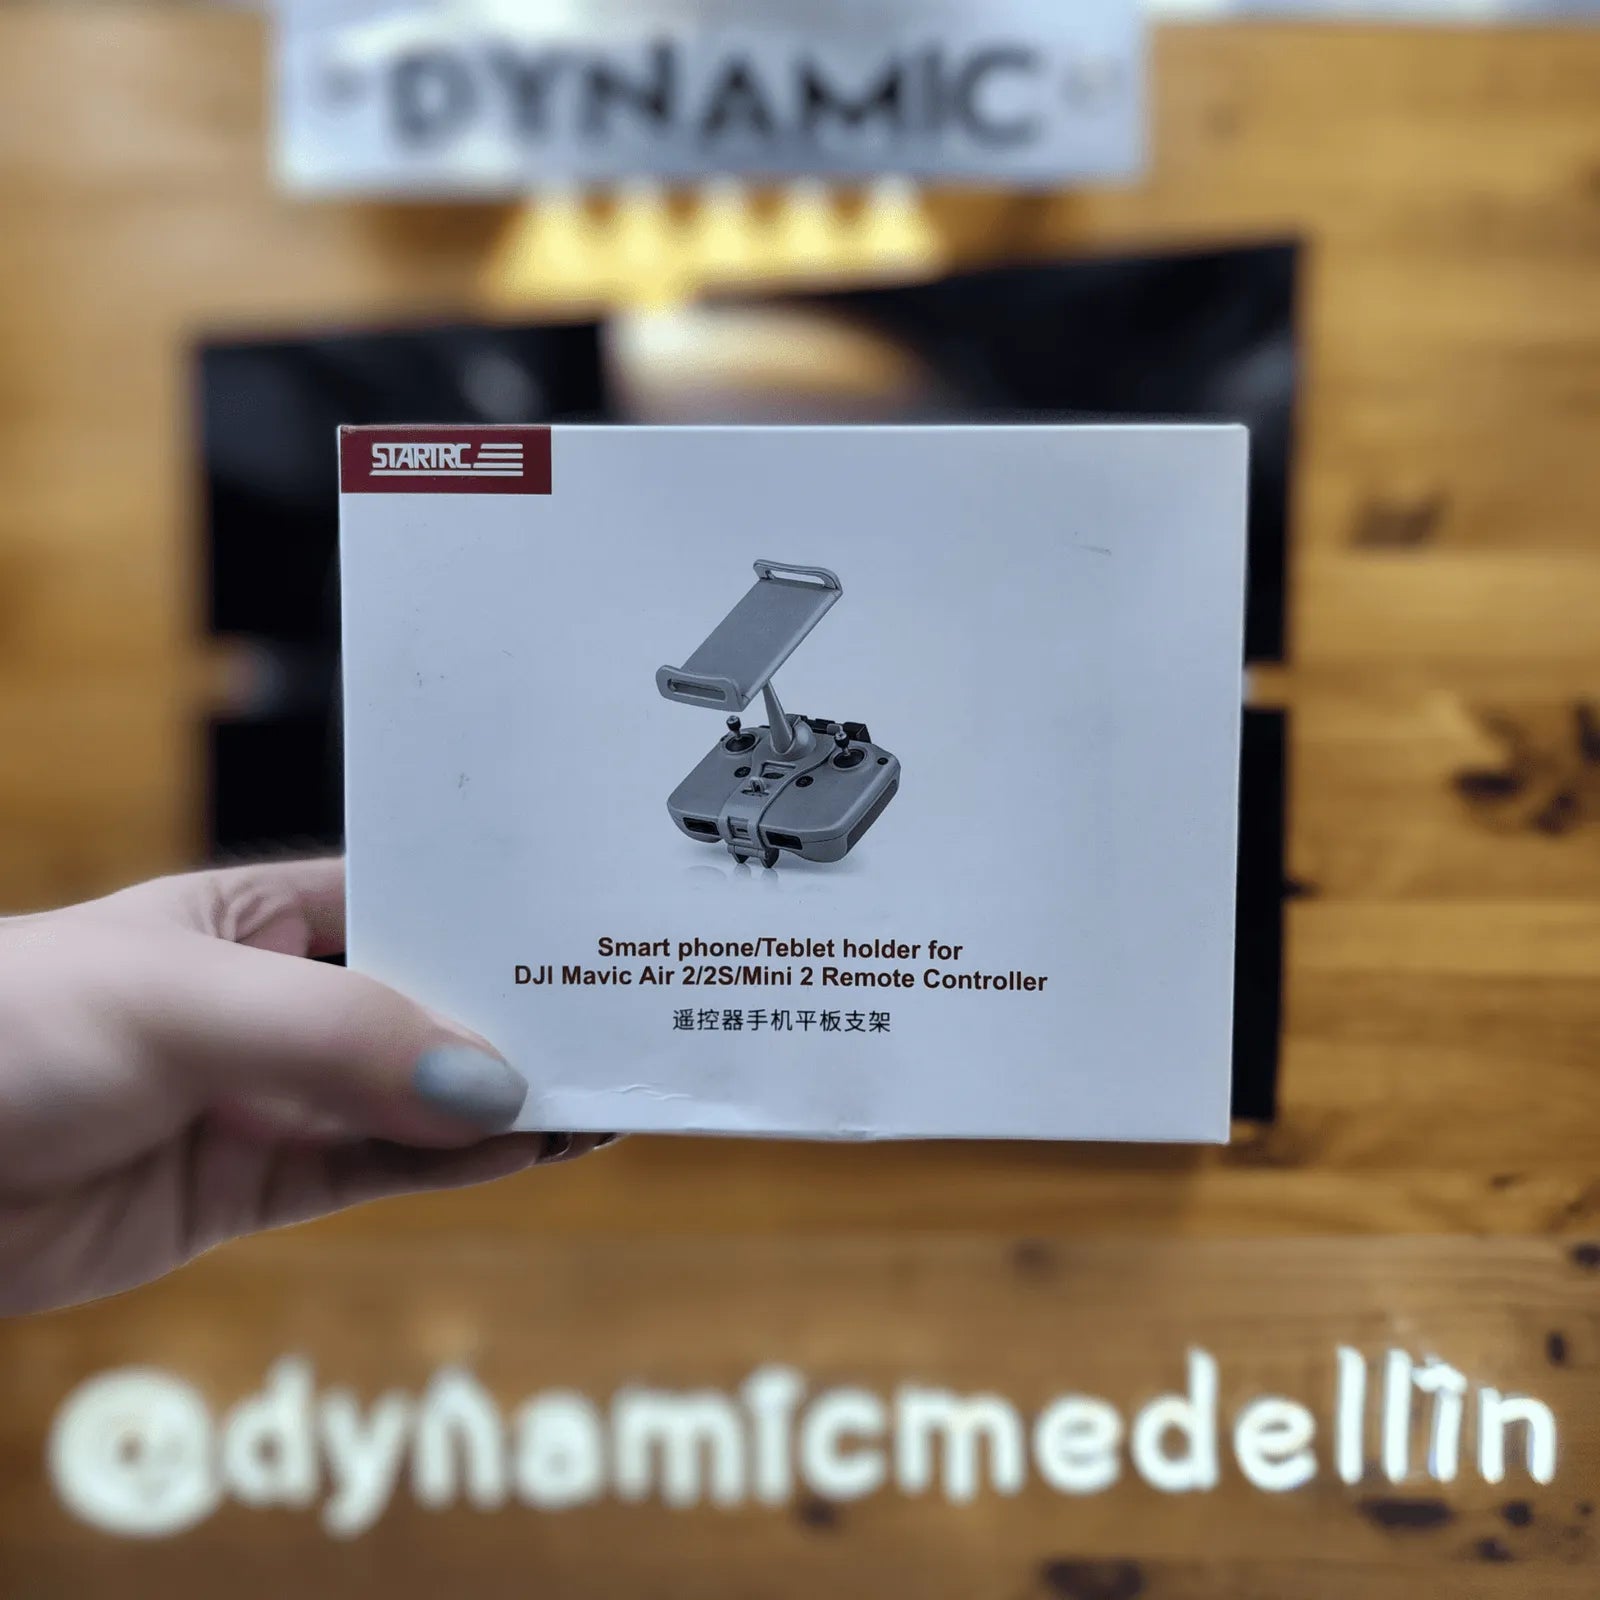 DYNAMIC
STARTRC
Smart phone/Teblet holder for
DJI Mavic Air 2/2S/Mini 2 Remote Controller
遥控器手机平板支架
@dynamicmedellin